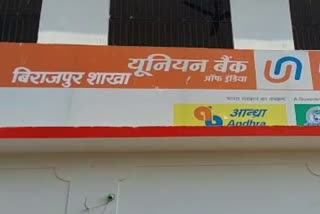 यूनियन बैंक
ऑफ इंडिया
बिराजपुर शाखा
आन्ध्रा
Andhra